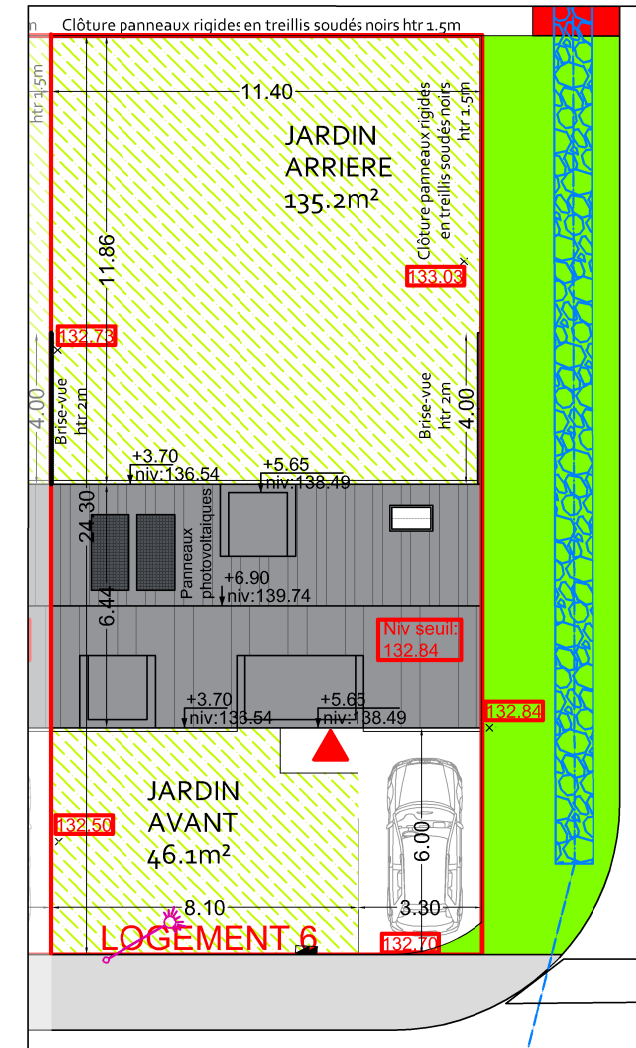 n
Clôture panneaux rigides en treillis soudés noirs htr 1.5m
htr 1.5m
11.40
JARDIN
ARRIERE
135.2m²
Clôture panneaux rigides
en treillis soudés noirs
htr 1.5m
11.86
133.03
132.73
4.00
Brise-vue
htr 2m
Brise-vue
htr 2m
4.00
+3.70
niv:136.54
+5.65
niv:138.49
24.30
Panneaux
photovoltaiques
+6.90
niv:139.74
6.44
Niv seuil:
132.84
+3.70
niv:136.54
+5.65
niv:138.49
132.84
JARDIN
AVANT
46.1m²
132.50
6.00
8.10
3.30
LOGEMENT 6
132.70